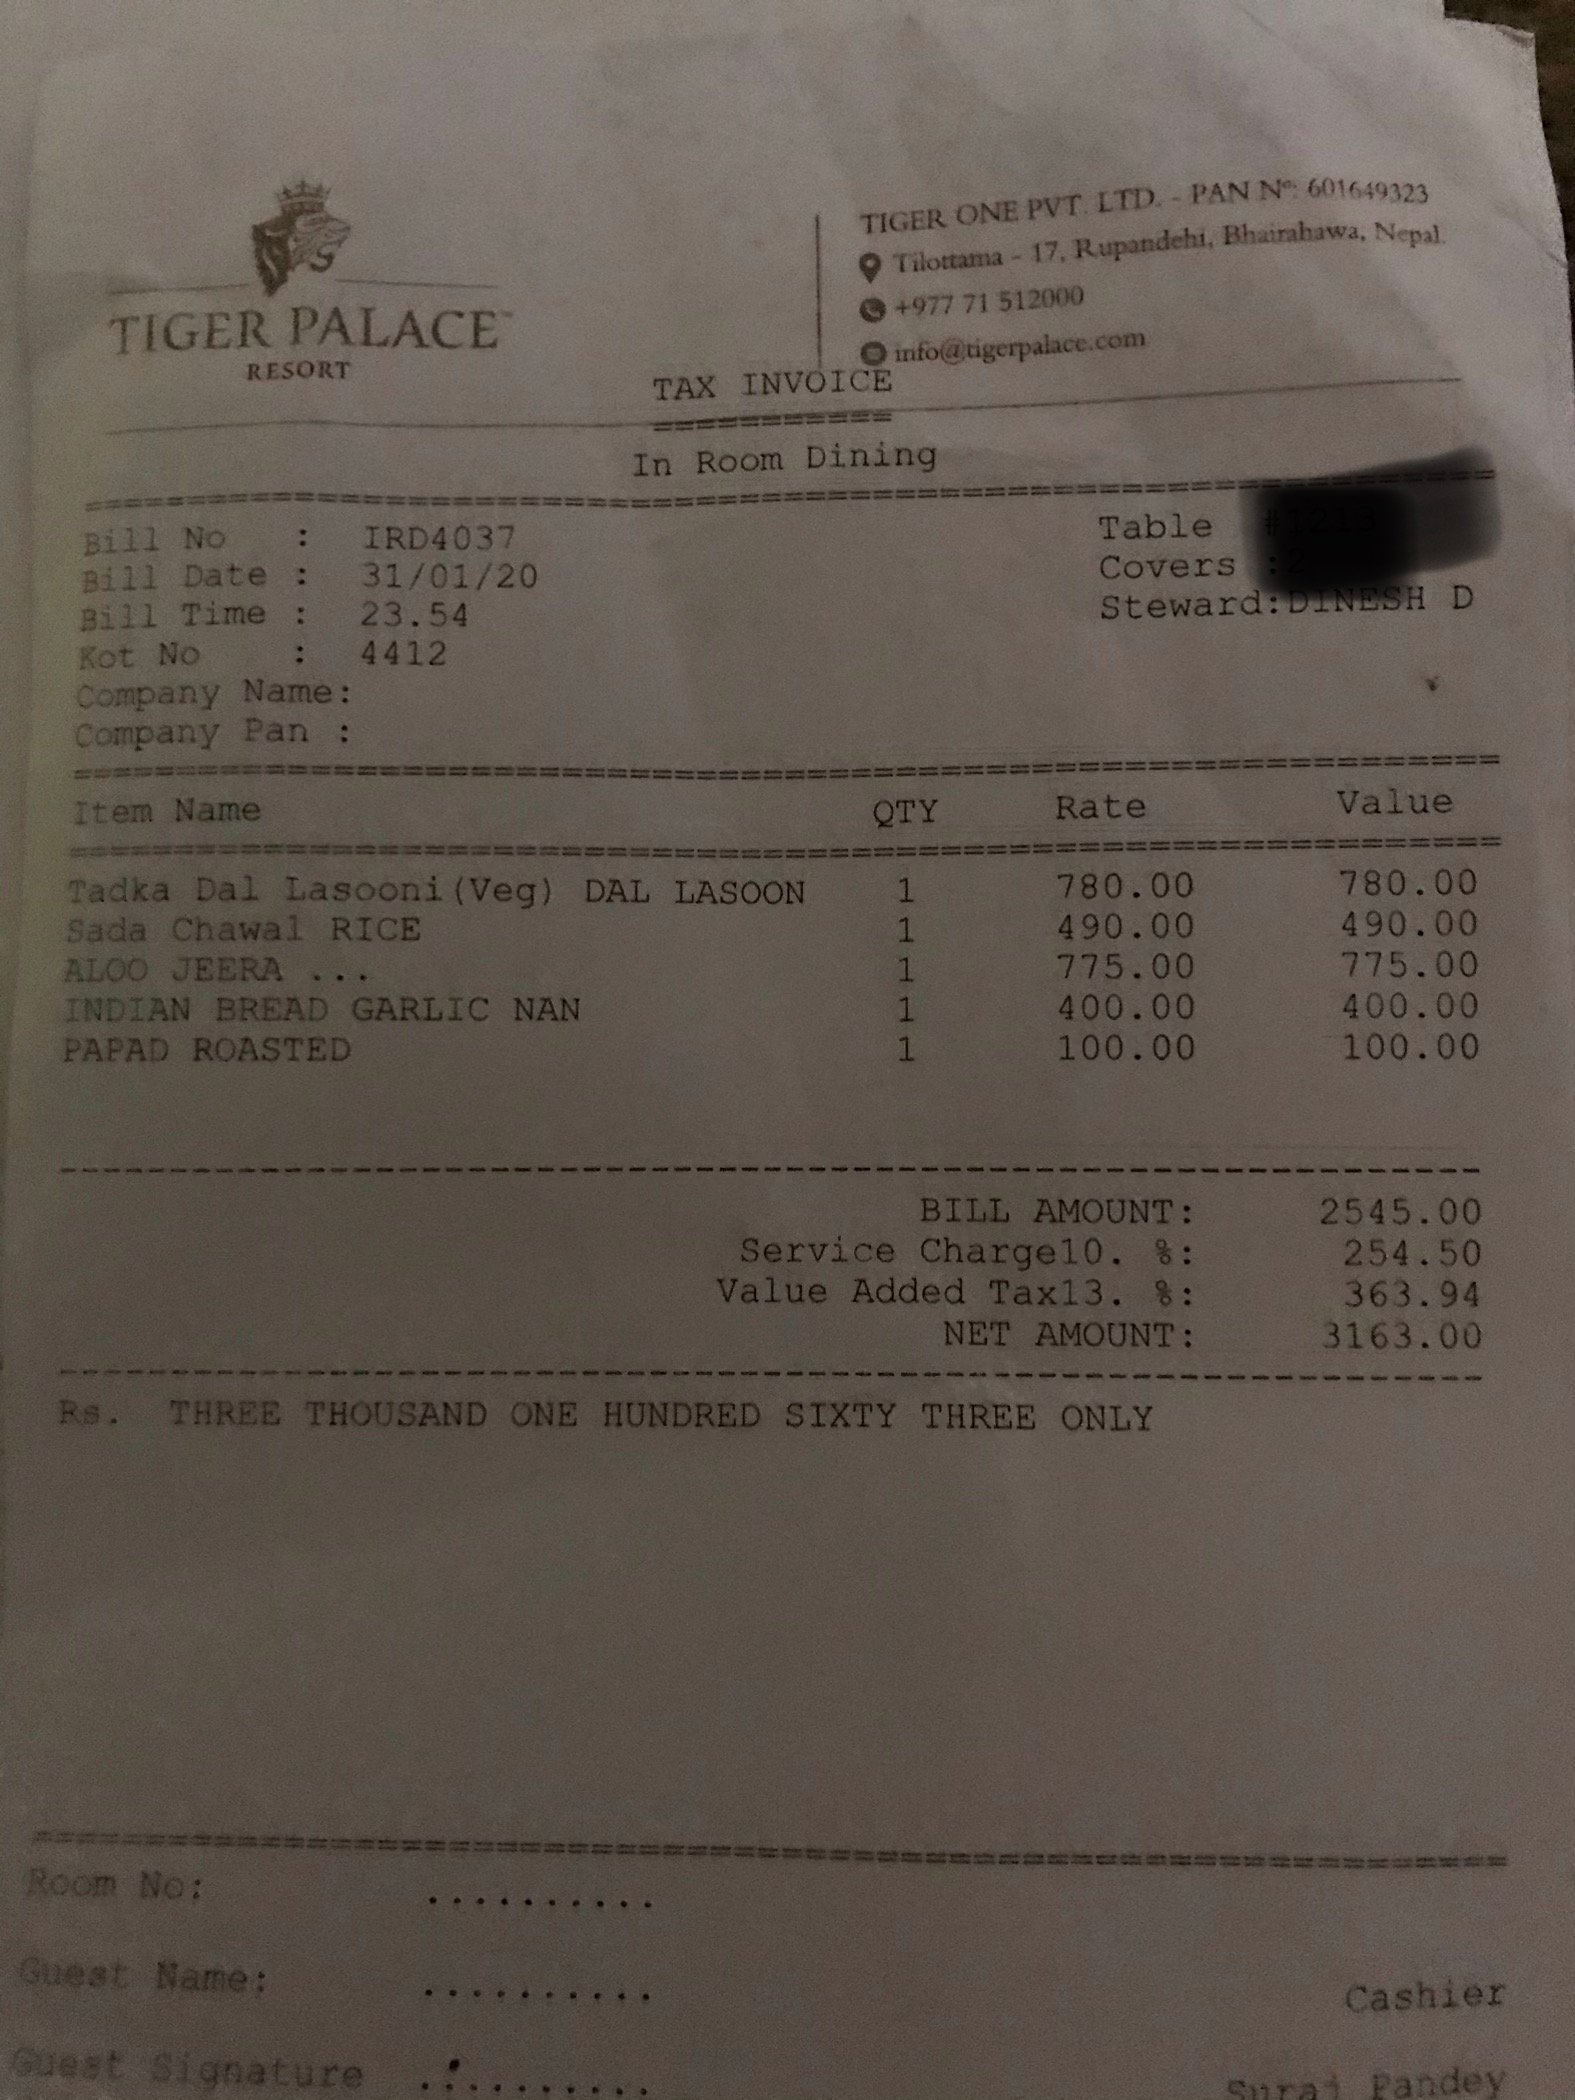 TIGER PALACE
RESORT
TIGER ONE PVT. LTD. - PAN Nº: 601649323
Tilottama - 17, Rupandehi, Bhairahawa, Nepal.
+977 71 512000
info@tigerpalace.com
TAX INVOICE
===========
In Room Dining
Bill No : IRD4037
Table
Bill Date : 31/01/20
Covers :2
Bill Time : 23.54
Steward:DINESH D
Kot No : 4412
Company Name:
Company Pan :
Item Name QTY Rate Value
Tadka Dal Lasooni(Veg) DAL LASOON 1 780.00 780.00
Sada Chawal RICE 1 490.00 490.00
ALOO JEERA ... 1 775.00 775.00
INDIAN BREAD GARLIC NAN 1 400.00 400.00
PAPAD ROASTED 1 100.00 100.00
BILL AMOUNT: 2545.00
Service Charge10. %: 254.50
Value Added Tax13. %: 363.94
NET AMOUNT: 3163.00
Rs. THREE THOUSAND ONE HUNDRED SIXTY THREE ONLY
Room No: ..........
Guest Name: ..........
Cashier
Guest Signature ..........
Suraj Pandey